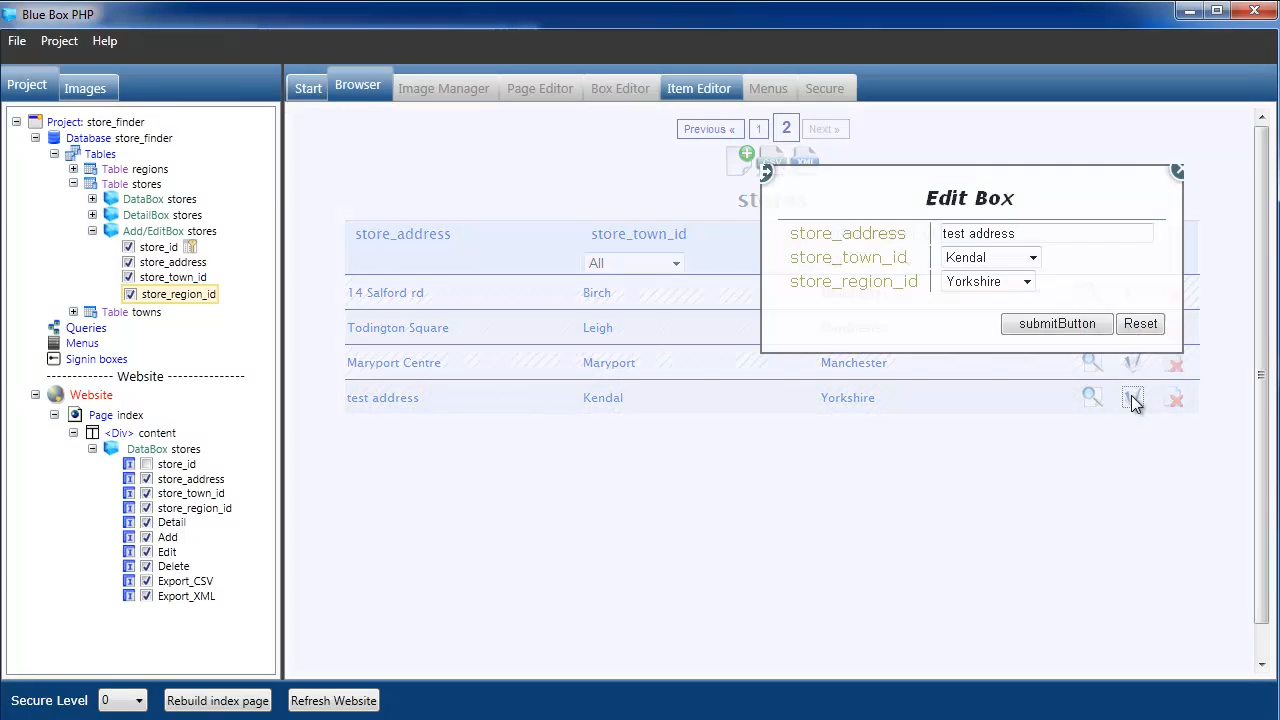 Blue Box PHP
File Project Help
Project Images
Start Browser Image Manager Page Editor Box Editor Item Editor Menus Secure
Project: store_finder
Database store_finder
Tables
Table regions
Table stores
DataBox stores
DetailBox stores
Add/EditBox stores
store_id
store_address
store_town_id
store_region_id
Table towns
Queries
Menus
Signin boxes
Website
Website
Page index
<Div> content
DataBox stores
store_id
store_address
store_town_id
store_region_id
Detail
Add
Edit
Delete
Export_CSV
Export_XML
Previous « 1 2 Next »
CSV XML
store_address store_town_id
All
14 Salford rd Birch
Todington Square Leigh
Maryport Centre Maryport Manchester
test address Kendal Yorkshire
Edit Box
store_address test address
store_town_id Kendal
store_region_id Yorkshire
submitButton Reset
Secure Level 0 Rebuild index page Refresh Website